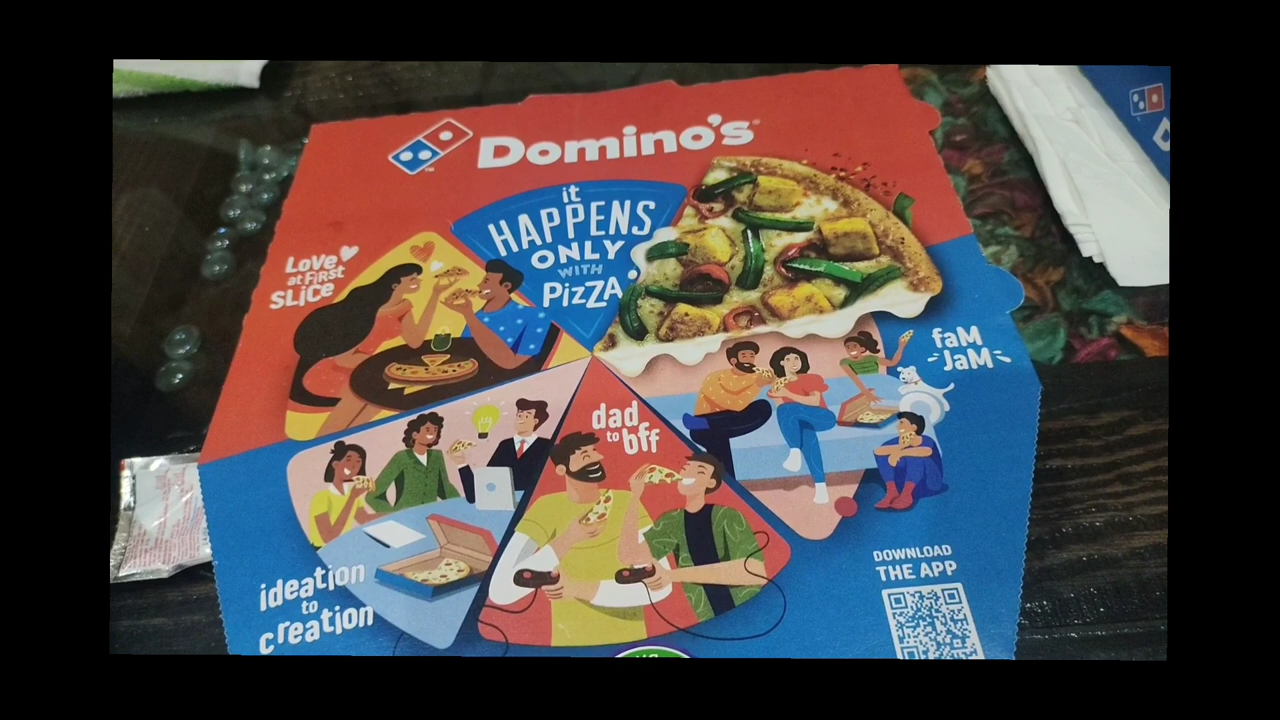 Domino's
it
HAPPENS
ONLY
WITH
PizZA
Love
at FiRST
SLiCe
faM
JaM
dad
to bff
ideation
to
creation
DOWNLOAD
THE APP